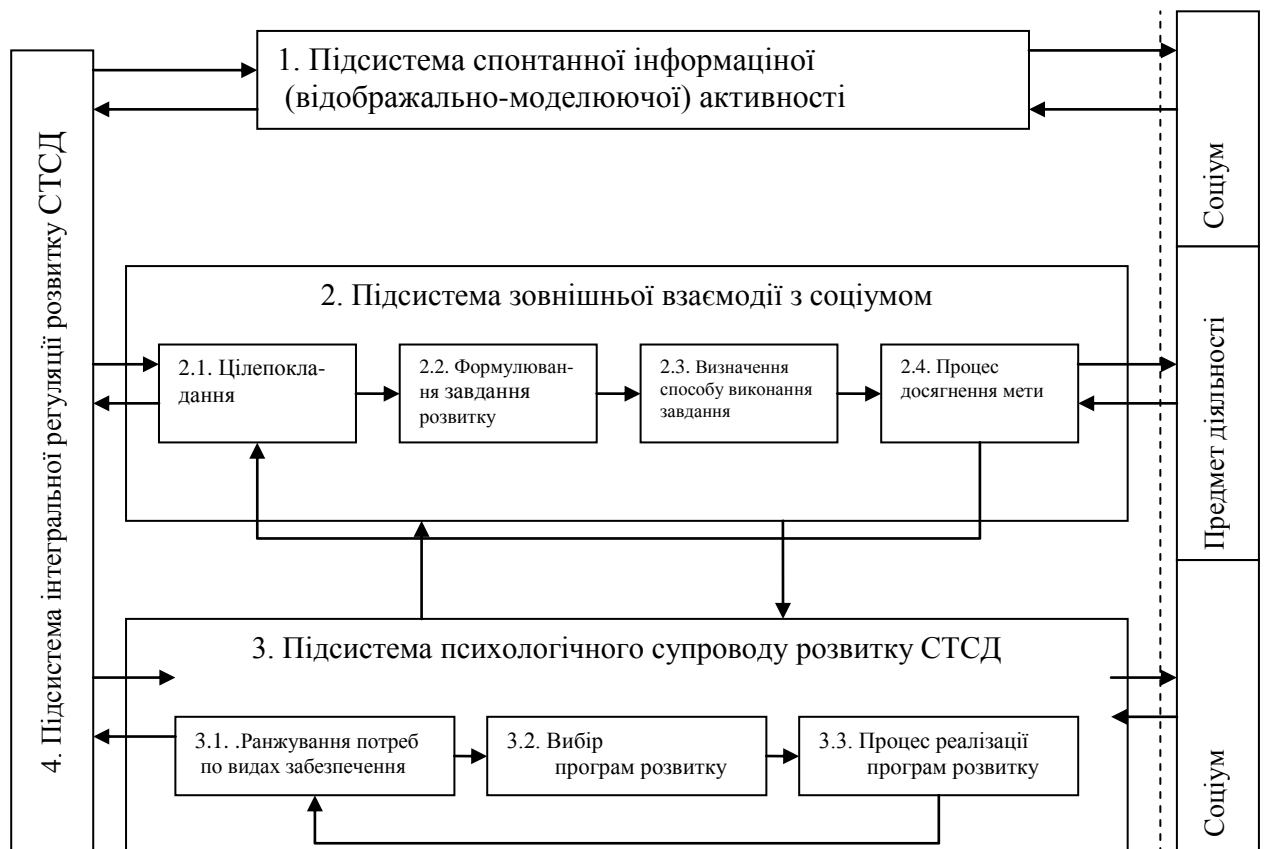 1. Підсистема спонтанної інформаціної
(відображально-моделюючої) активності
4. Підсистема інтегральної регуляції розвитку СТСД
Соціум
2. Підсистема зовнішньої взаємодії з соціумом
2.1. Цілепокла-
дання
2.2. Формулюван-
ня завдання
розвитку
2.3. Визначення
способу виконання
завдання
2.4. Процес
досягнення мети
Предмет діяльності
3. Підсистема психологічного супроводу розвитку СТСД
3.1. .Ранжування потреб
по видах забезпечення
3.2. Вибір
програм розвитку
3.3. Процес реалізації
програм розвитку
Соціум